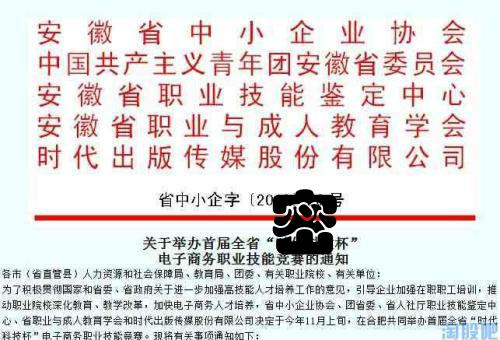 安徽省中小企业协会
中国共产主义青年团安徽省委员会
安徽省职业技能鉴定中心
安徽省职业与成人教育学会
时代出版传媒股份有限公司
省中小企字〔20 号
关于举办首届全省“ 杯”
电子商务职业技能竞赛的通知
各市（省直管县）人力资源和社会保障局、教育局、团委、有关职业院校、有关单位：
为了积极贯彻国家和省委、省政府关于进一步加强高技能人才培养工作的意见，引导企业加强在职职工培训，推
动职业院校深化教育、教学改革，加快电子商务人才培养，省中小企业协会、团省委、省人社厅职业技能鉴定中
心、省职业与成人教育学会和时代出版传媒股份有限公司决定于今年11月上旬，在合肥共同举办首届全省“时代
科技杯”电子商务职业技能竞赛。现将有关事项通知如下：
淘股吧